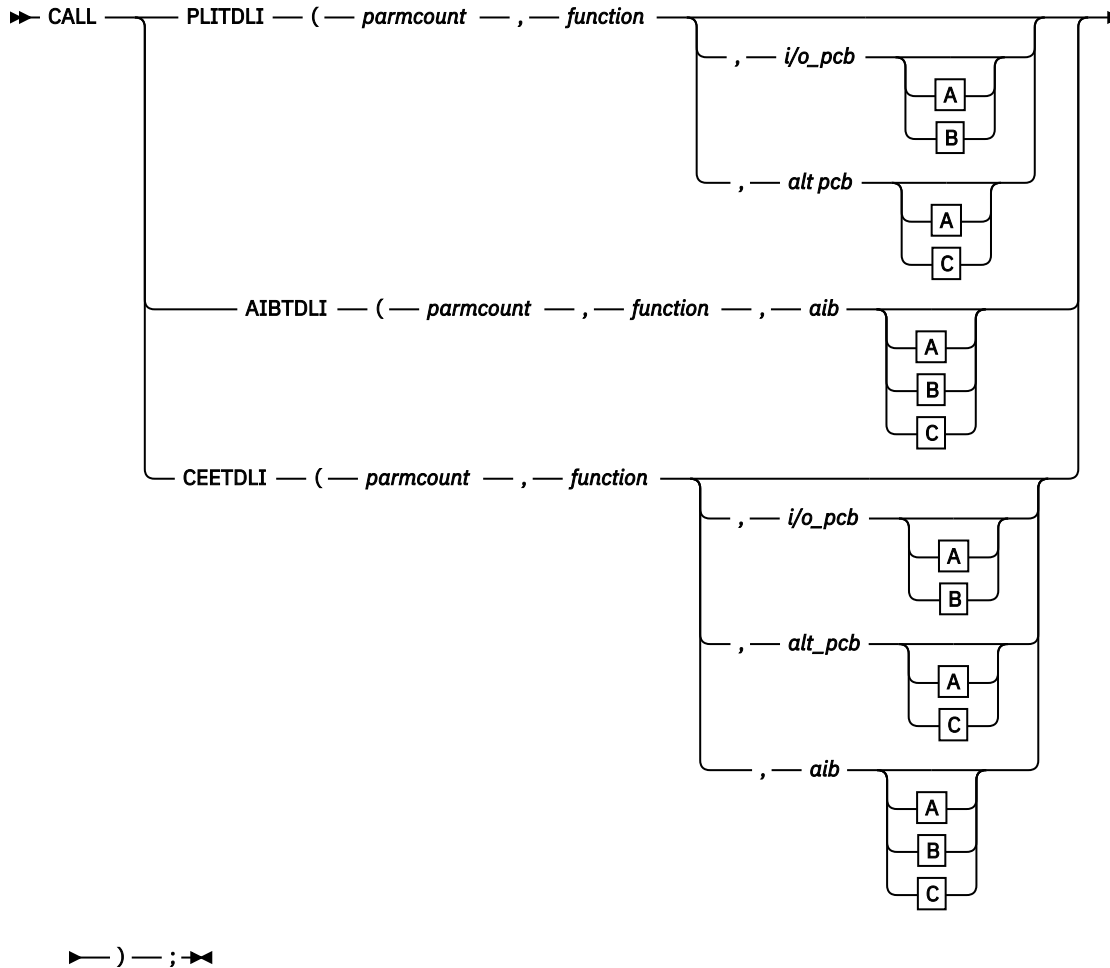 CALL PLITDLI ( parmcount , function
, i/o_pcb
A
B
, alt pcb
A
C
AIBTDLI ( parmcount , function , aib
A
B
C
CEETDLI ( parmcount , function
, i/o_pcb
A
B
, alt_pcb
A
C
, aib
A
B
C
) ;